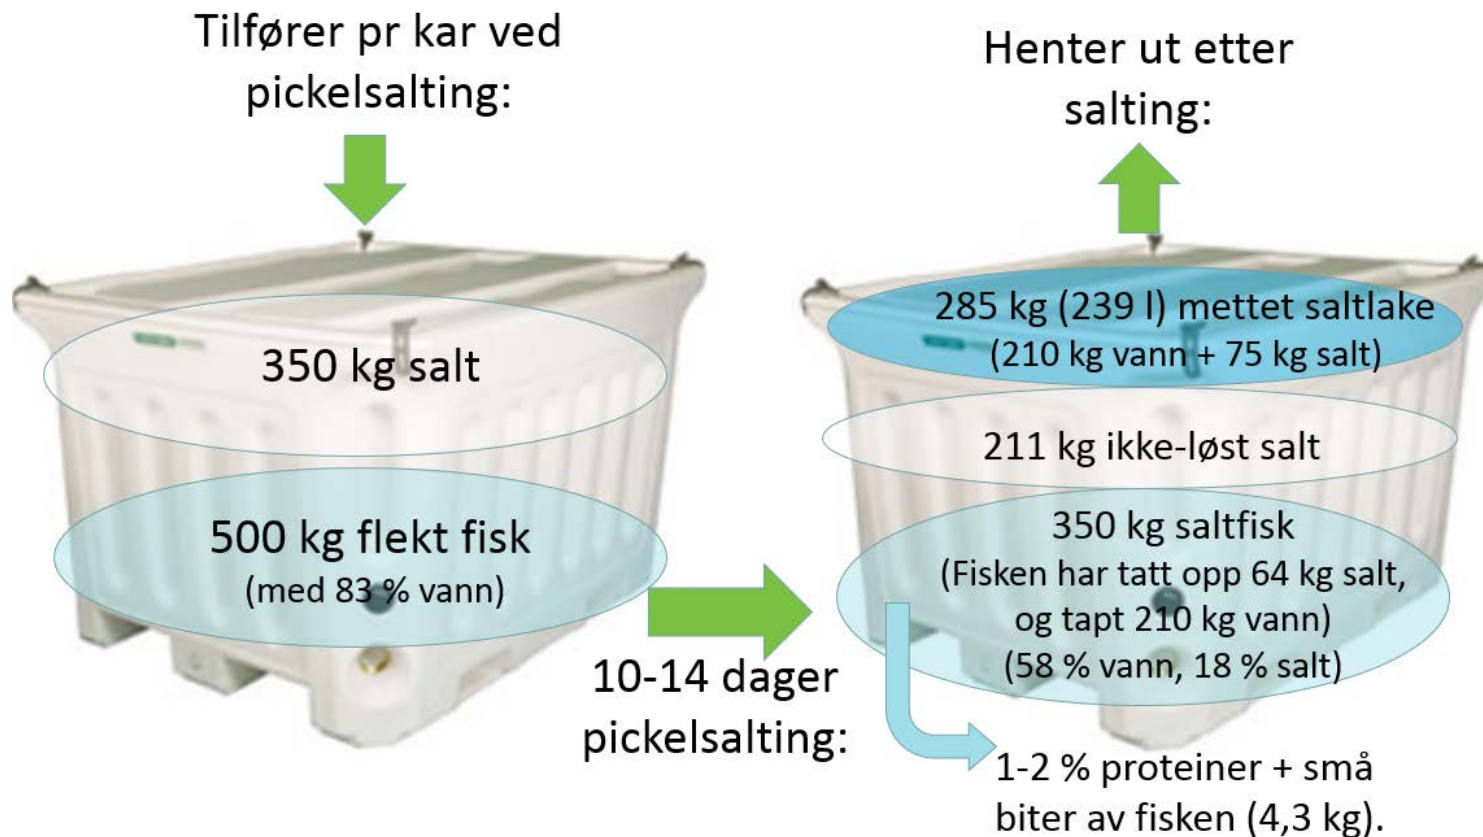 Tilfører pr kar ved
pickelsalting:
350 kg salt
500 kg flekt fisk
(med 83 % vann)
10-14 dager
pickelsalting:
Henter ut etter
salting:
285 kg (239 l) mettet saltlake
(210 kg vann + 75 kg salt)
211 kg ikke-løst salt
350 kg saltfisk
(Fisken har tatt opp 64 kg salt,
og tapt 210 kg vann)
(58 % vann, 18 % salt)
1-2 % proteiner + små
biter av fisken (4,3 kg).